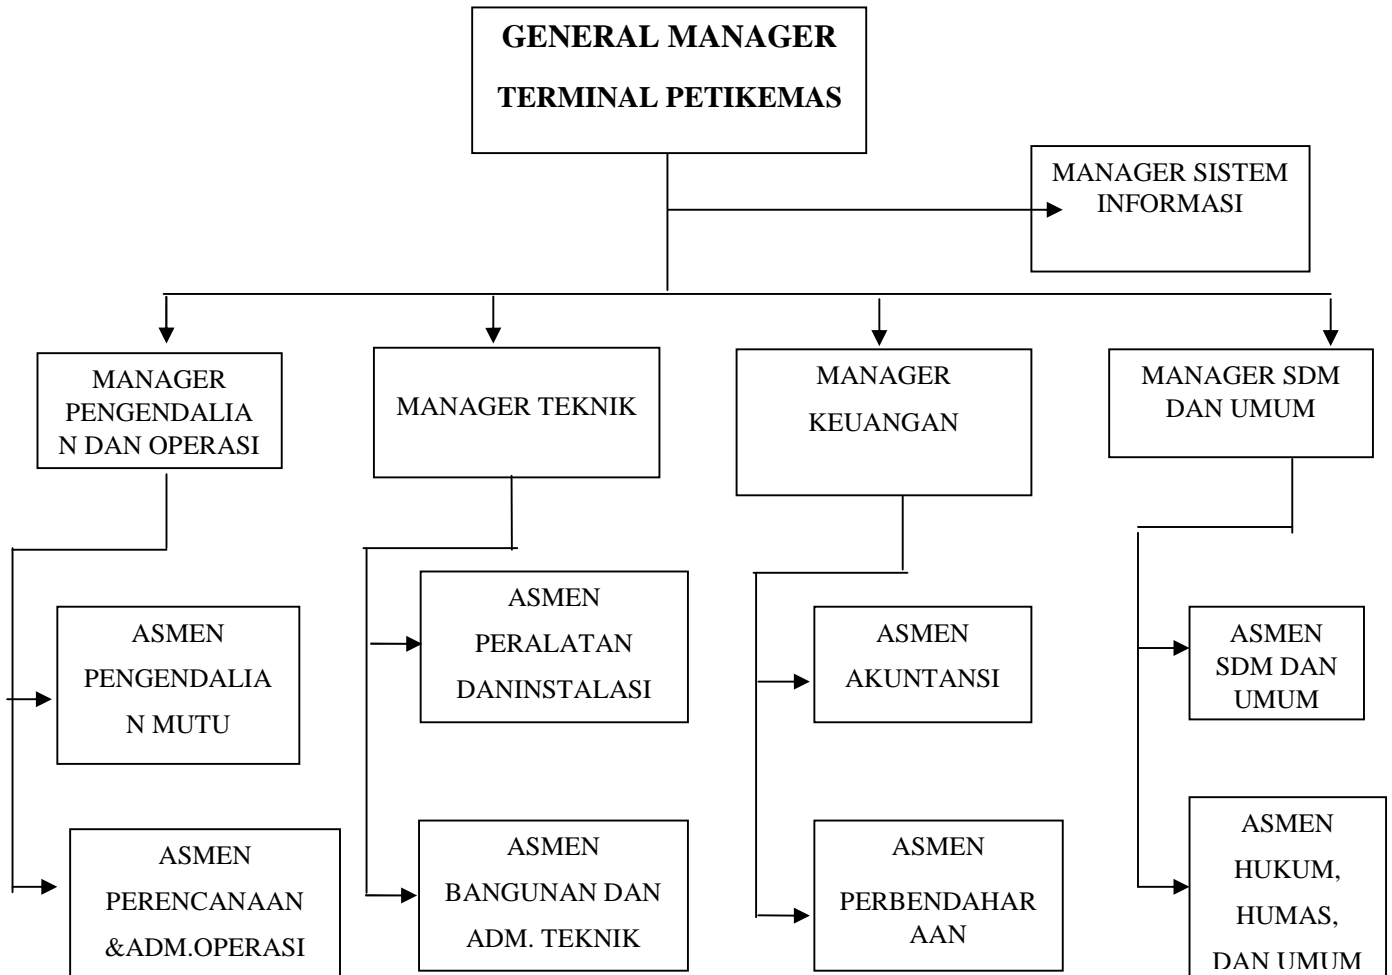 GENERAL MANAGER
TERMINAL PETIKEMAS
MANAGER SISTEM
INFORMASI
MANAGER
PENGENDALIA
N DAN OPERASI
MANAGER TEKNIK
MANAGER
KEUANGAN
MANAGER SDM
DAN UMUM
ASMEN
PENGENDALIA
N MUTU
ASMEN
PERALATAN
DANINSTALASI
ASMEN
AKUNTANSI
ASMEN
SDM DAN
UMUM
ASMEN
PERENCANAAN
&ADM.OPERASI
ASMEN
BANGUNAN DAN
ADM. TEKNIK
ASMEN
PERBENDAHAR
AAN
ASMEN
HUKUM,
HUMAS,
DAN UMUM